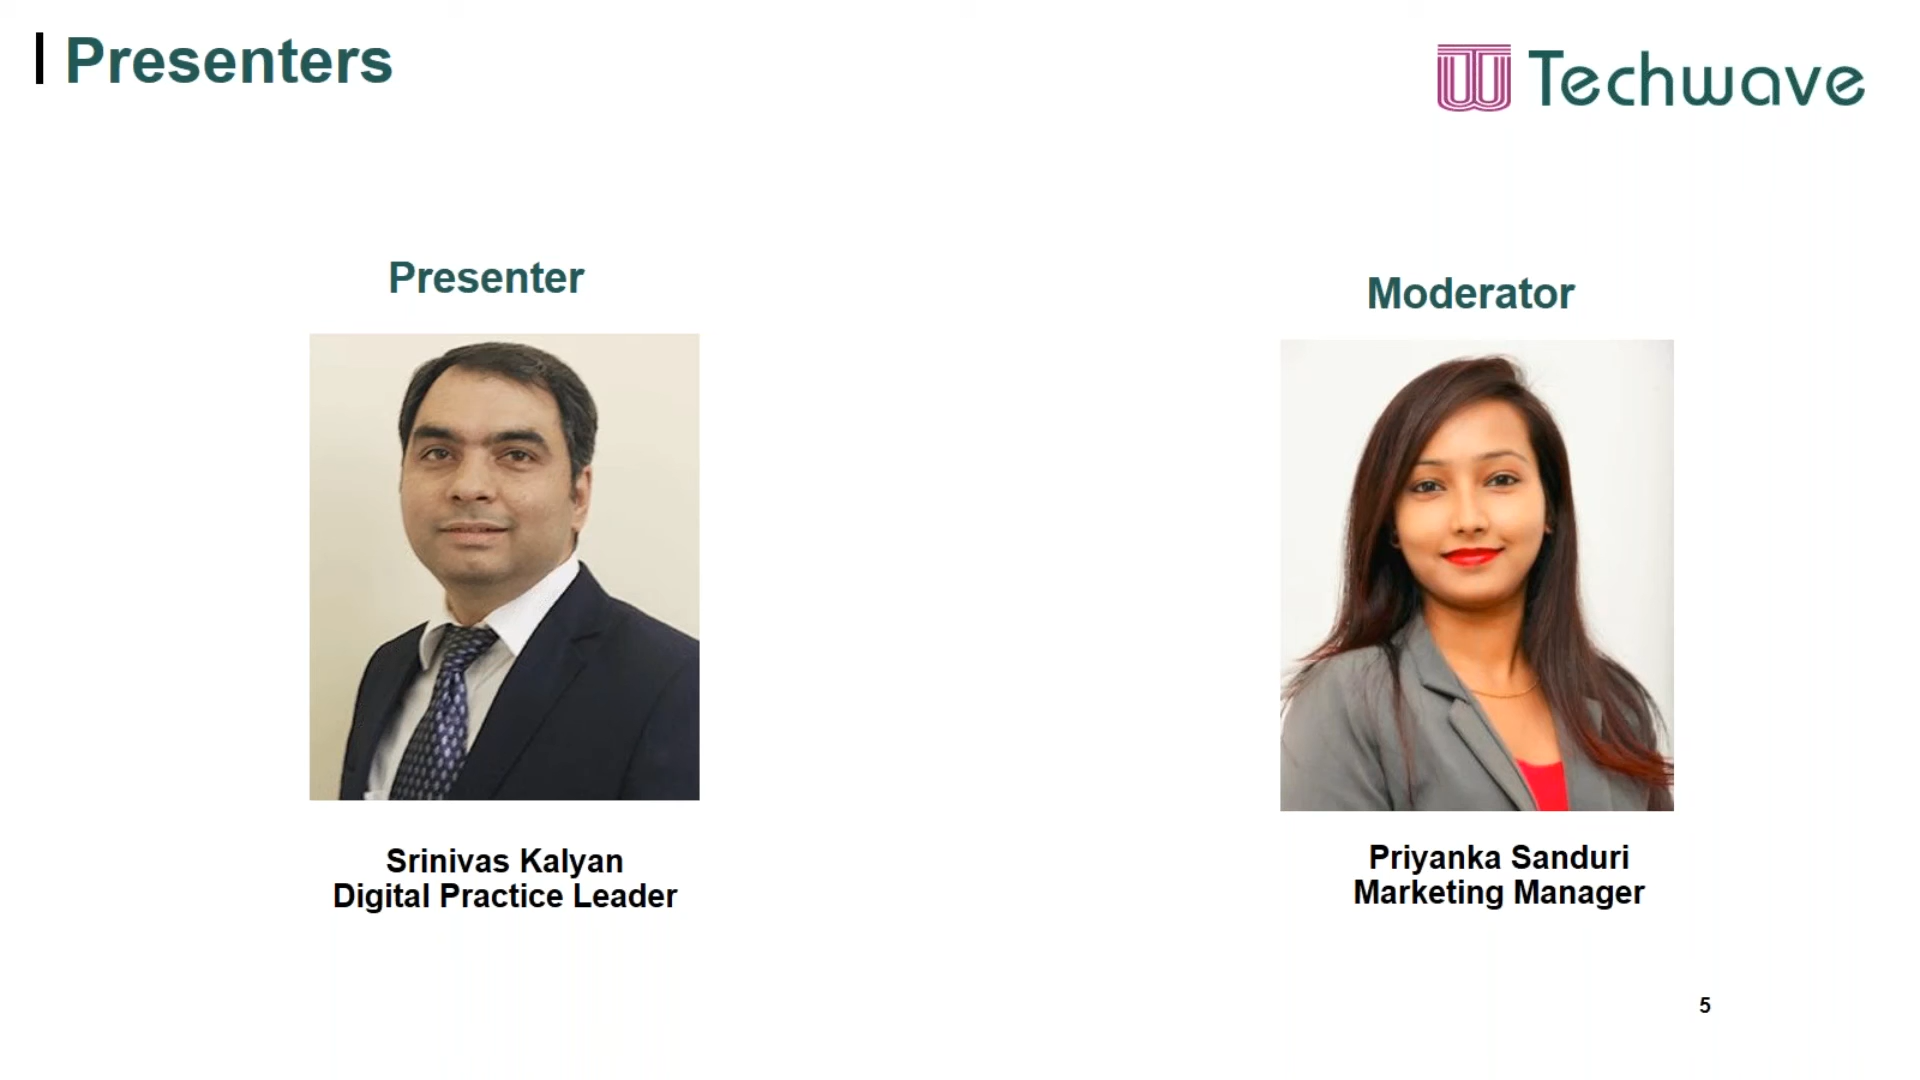 Presenters
Techwave
Presenter
Moderator
Srinivas Kalyan
Digital Practice Leader
Priyanka Sanduri
Marketing Manager
5